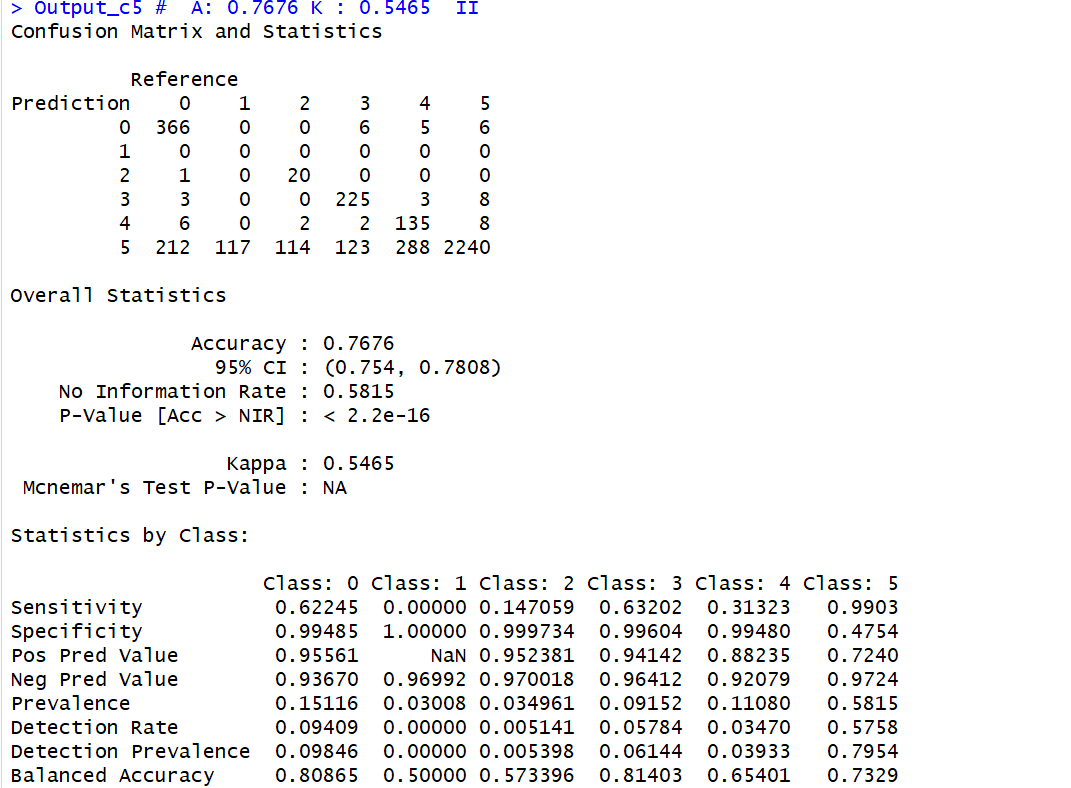 > Output_c5 #  A: 0.7676 K : 0.5465  II
Confusion Matrix and Statistics
          Reference
Prediction    0    1    2    3    4    5
         0  366    0    0    6    5    6
         1    0    0    0    0    0    0
         2    1    0   20    0    0    0
         3    3    0    0  225    3    8
         4    6    0    2    2  135    8
         5  212  117  114  123  288 2240
Overall Statistics
               Accuracy : 0.7676
                 95% CI : (0.754, 0.7808)
    No Information Rate : 0.5815
    P-Value [Acc > NIR] : < 2.2e-16
                  Kappa : 0.5465
 Mcnemar's Test P-Value : NA
Statistics by Class:
                     Class: 0 Class: 1 Class: 2 Class: 3 Class: 4 Class: 5
Sensitivity           0.62245  0.00000 0.147059  0.63202  0.31323   0.9903
Specificity           0.99485  1.00000 0.999734  0.99604  0.99480   0.4754
Pos Pred Value        0.95561      NaN 0.952381  0.94142  0.88235   0.7240
Neg Pred Value        0.93670  0.96992 0.970018  0.96412  0.92079   0.9724
Prevalence            0.15116  0.03008 0.034961  0.09152  0.11080   0.5815
Detection Rate        0.09409  0.00000 0.005141  0.05784  0.03470   0.5758
Detection Prevalence  0.09846  0.00000 0.005398  0.06144  0.03933   0.7954
Balanced Accuracy     0.80865  0.50000 0.573396  0.81403  0.65401   0.7329